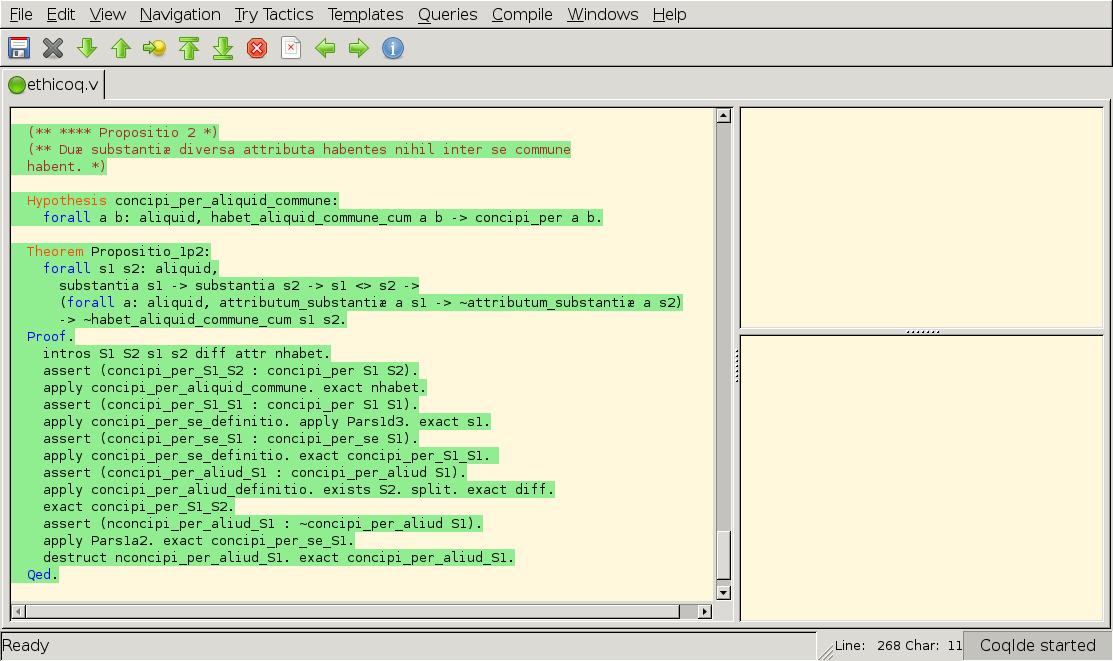 File Edit View Navigation Try Tactics Templates Queries Compile Windows Help
ethicoq.v
(** **** Propositio 2 *)
(** Duæ substantiæ diversa attributa habentes nihil inter se commune
habent. *)
Hypothesis concipi_per_aliquid_commune:
forall a b: aliquid, habet_aliquid_commune_cum a b -> concipi_per a b.
Theorem Propositio_1p2:
forall s1 s2: aliquid,
substantia s1 -> substantia s2 -> s1 <> s2 ->
(forall a: aliquid, attributum_substantiæ a s1 -> ~attributum_substantiæ a s2)
-> ~habet_aliquid_commune_cum s1 s2.
Proof.
intros S1 S2 s1 s2 diff attr nhabet.
assert (concipi_per_S1_S2 : concipi_per S1 S2).
apply concipi_per_aliquid_commune. exact nhabet.
assert (concipi_per_S1_S1 : concipi_per S1 S1).
apply concipi_per_se_definitio. apply Pars1d3. exact s1.
assert (concipi_per_se_S1 : concipi_per_se S1).
apply concipi_per_se_definitio. exact concipi_per_S1_S1.
assert (concipi_per_aliud_S1 : concipi_per_aliud S1).
apply concipi_per_aliud_definitio. exists S2. split. exact diff.
exact concipi_per_S1_S2.
assert (nconcipi_per_aliud_S1 : ~concipi_per_aliud S1).
apply Pars1a2. exact concipi_per_se_S1.
destruct nconcipi_per_aliud_S1. exact concipi_per_aliud_S1.
Qed.
Ready Line: 268 Char: 11 CoqIde started